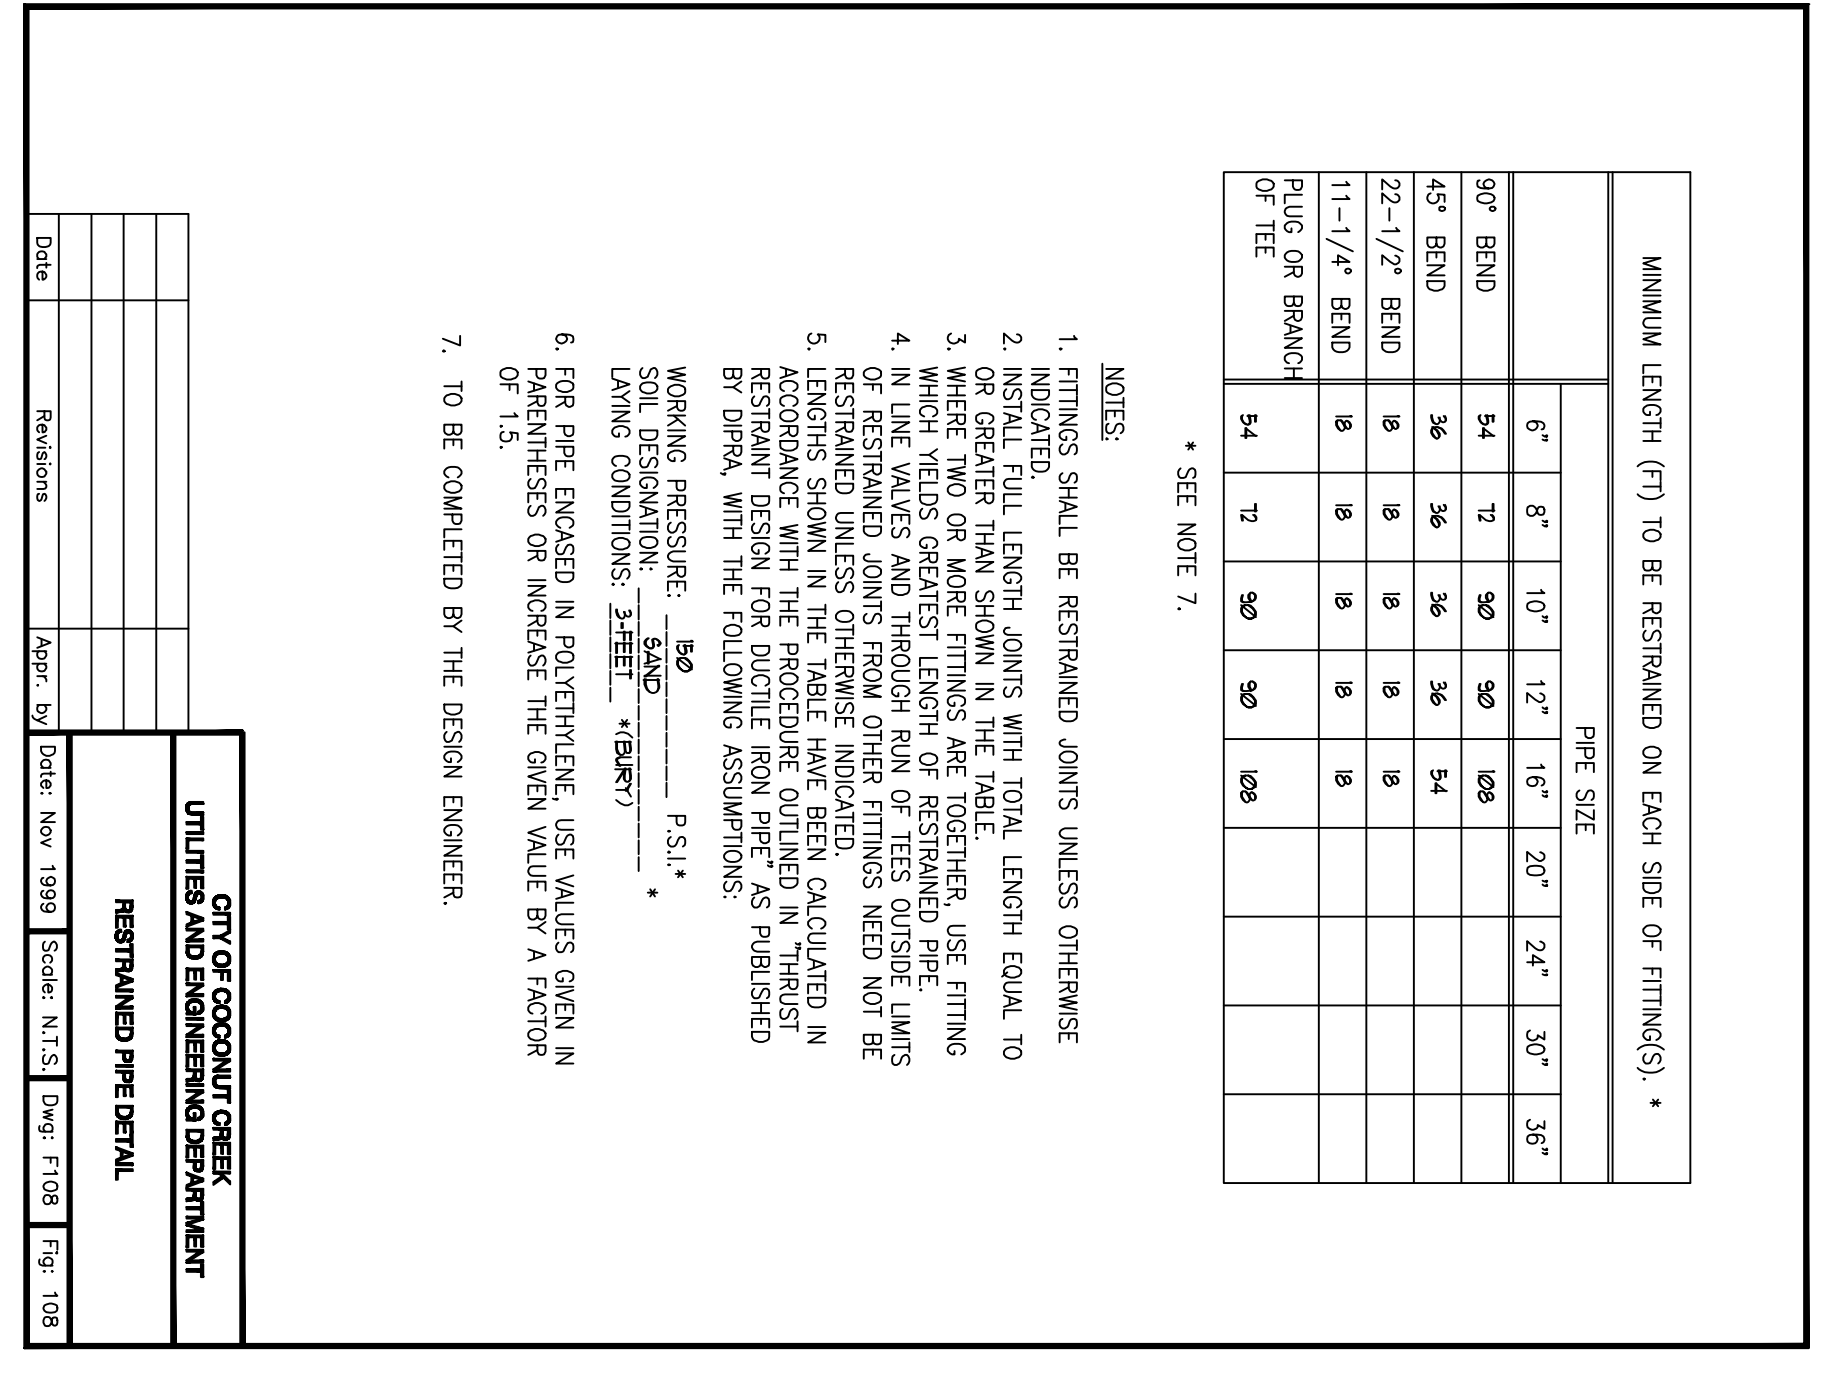 MINIMUM LENGTH (FT) TO BE RESTRAINED ON EACH SIDE OF FITTING(S). *
PIPE SIZE
6" 8" 10" 12" 16" 20" 24" 30" 36"
90° BEND 54 72 90 90 108
45° BEND 36 36 36 36 54
22-1/2° BEND 18 18 18 18 18
11-1/4° BEND 18 18 18 18 18
PLUG OR BRANCH
OF TEE 54 72 90 90 108
* SEE NOTE 7.
NOTES:
1. FITTINGS SHALL BE RESTRAINED JOINTS UNLESS OTHERWISE
INDICATED.
2. INSTALL FULL LENGTH JOINTS WITH TOTAL LENGTH EQUAL TO
OR GREATER THAN SHOWN IN THE TABLE.
3. WHERE TWO OR MORE FITTINGS ARE TOGETHER, USE FITTING
WHICH YIELDS GREATEST LENGTH OF RESTRAINED PIPE.
4. IN LINE VALVES AND THROUGH RUN OF TEES OUTSIDE LIMITS
OF RESTRAINED JOINTS FROM OTHER FITTINGS NEED NOT BE
RESTRAINED UNLESS OTHERWISE INDICATED.
5. LENGTHS SHOWN IN THE TABLE HAVE BEEN CALCULATED IN
ACCORDANCE WITH THE PROCEDURE OUTLINED IN "THRUST
RESTRAINT DESIGN FOR DUCTILE IRON PIPE" AS PUBLISHED
BY DIPRA, WITH THE FOLLOWING ASSUMPTIONS:
WORKING PRESSURE: 150 P.S.I.*
SOIL DESIGNATION: SAND *
LAYING CONDITIONS: 3-FEET *(BURY)
6. FOR PIPE ENCASED IN POLYETHYLENE, USE VALUES GIVEN IN
PARENTHESES OR INCREASE THE GIVEN VALUE BY A FACTOR
OF 1.5.
7. TO BE COMPLETED BY THE DESIGN ENGINEER.
CITY OF COCONUT CREEK
UTILITIES AND ENGINEERING DEPARTMENT
RESTRAINED PIPE DETAIL
Date Revisions Appr. by Date: Nov 1999 Scale: N.T.S. Dwg: F108 Fig: 108